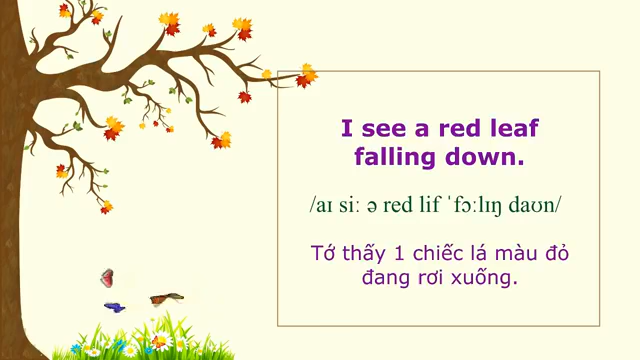 I see a red leaf
falling down.
/aɪ siː ə red lif ˈfɔːlɪŋ daʊn/
Tớ thấy 1 chiếc lá màu đỏ
đang rơi xuống.